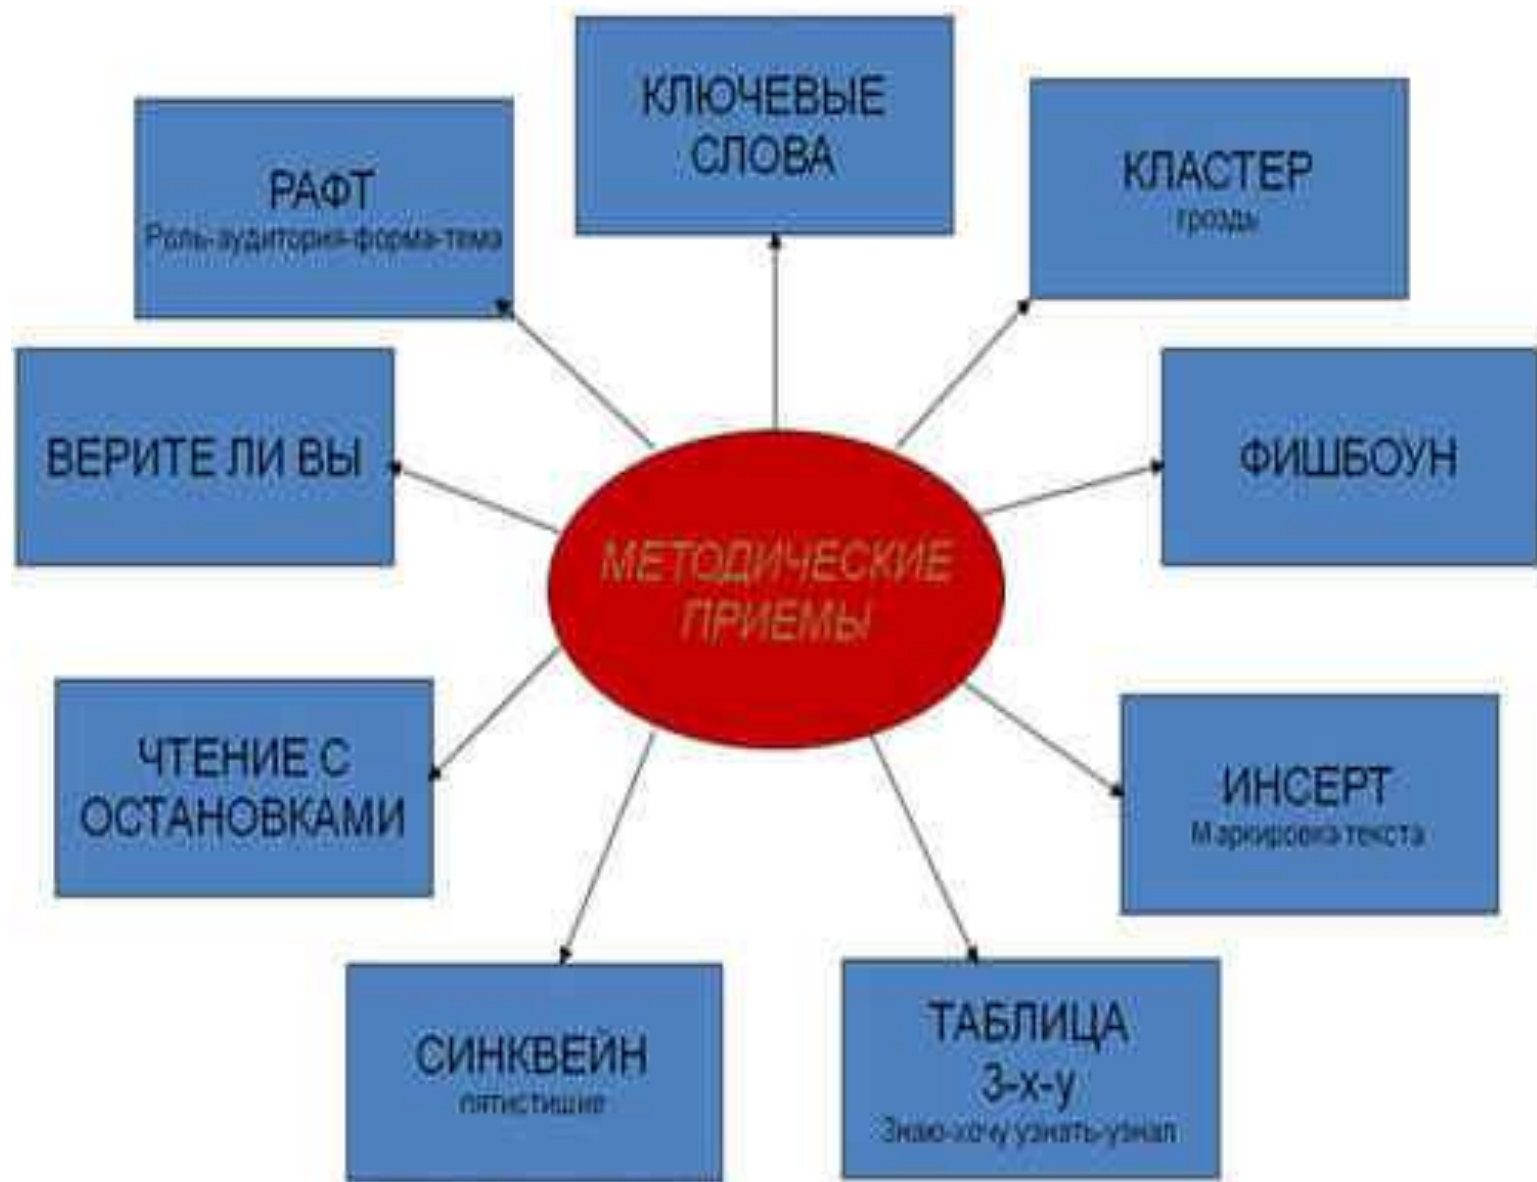 КЛЮЧЕВЫЕ
СЛОВА
РАФТ
Роль-аудитория-форма-тема
КЛАСТЕР
гроздь
ВЕРИТЕ ЛИ ВЫ
ФИШБОУН
МЕТОДИЧЕСКИЕ
ПРИЕМЫ
ЧТЕНИЕ С
ОСТАНОВКАМИ
ИНСЕРТ
Маркировка текста
СИНКВЕЙН
пятистишие
ТАБЛИЦА
З-х-у
Знаю-хочу узнать-узнал